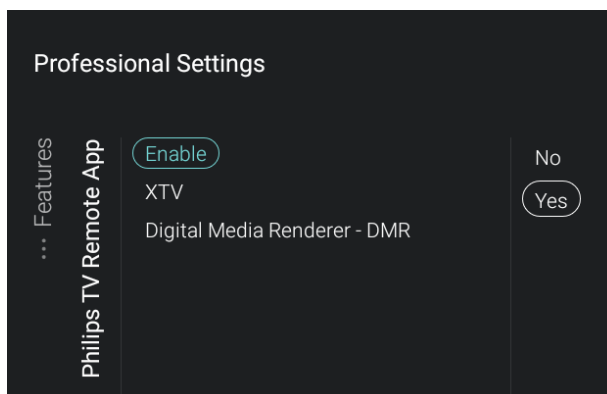 Professional Settings
... Features
Philips TV Remote App
Enable
XTV
Digital Media Renderer - DMR
No
Yes